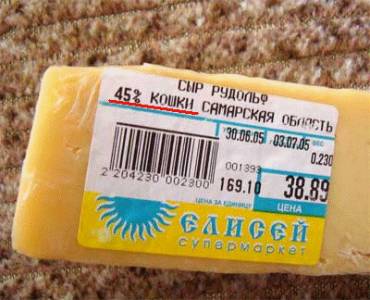 СЫР РУДОЛЬФ
45% КОШКИ САМАРСКАЯ ОБЛАСТЬ
30.06.05 03.07.05 ВЕС
0.230
001393
2 204230 002300 169.10 38.89
ЦЕНА ЗА ЕДИНИЦУ ЦЕНА
ЕЛИСЕЙ
супермаркет